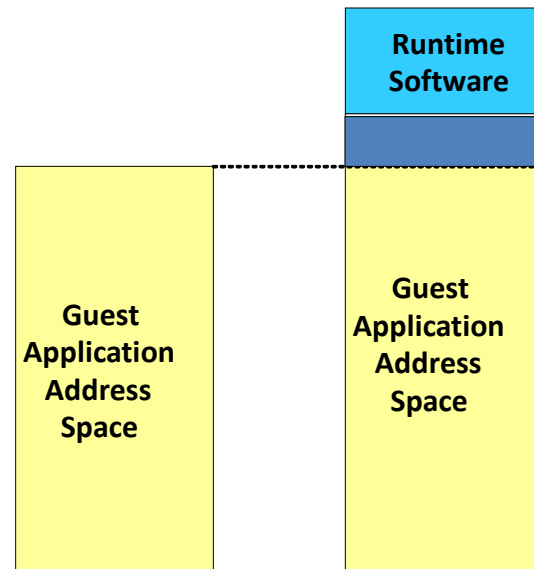 Runtime
Software
Guest
Application
Address
Space
Guest
Application
Address
Space